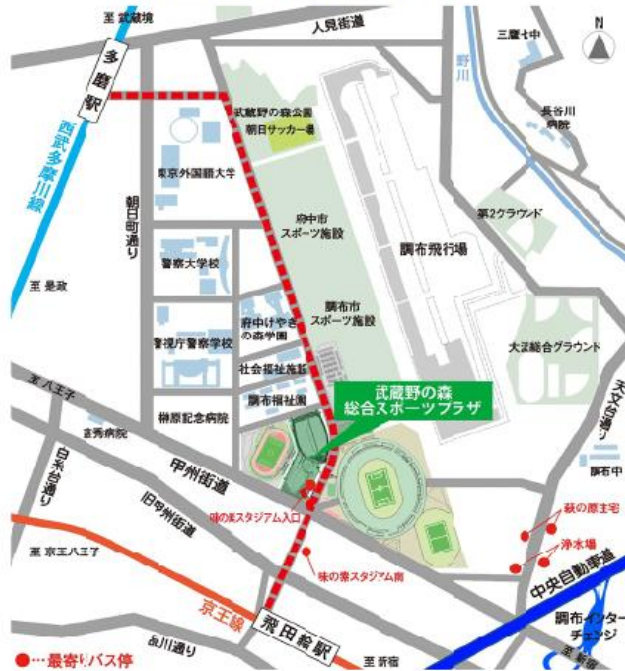 至 武蔵境
人見街道
N
三鷹七中
野川
多磨駅
長谷川
病院
武蔵野の森公園
朝日サッカー場
西武多摩川線
東京外国語大学
朝日町通り
府中市
スポーツ施設
第2グラウンド
調布飛行場
警察大学校
至 是政
調布市
スポーツ施設
府中けやき
の森学園
警視庁警察学校
大沢総合グラウンド
社会福祉施設
至 八王子
調布福祉園
武蔵野の森
総合スポーツプラザ
天文台通り
榊原記念病院
甲州街道
白糸台通り
調布中
旧甲州街道
味の素スタジアム入口
萩の原住宅
浄水場
至 京王八王子
味の素スタジアム南
中央自動車道
京王線
飛田給駅
調布インター
チェンジ
品川通り
至 新宿
至 新宿
●…最寄りバス停